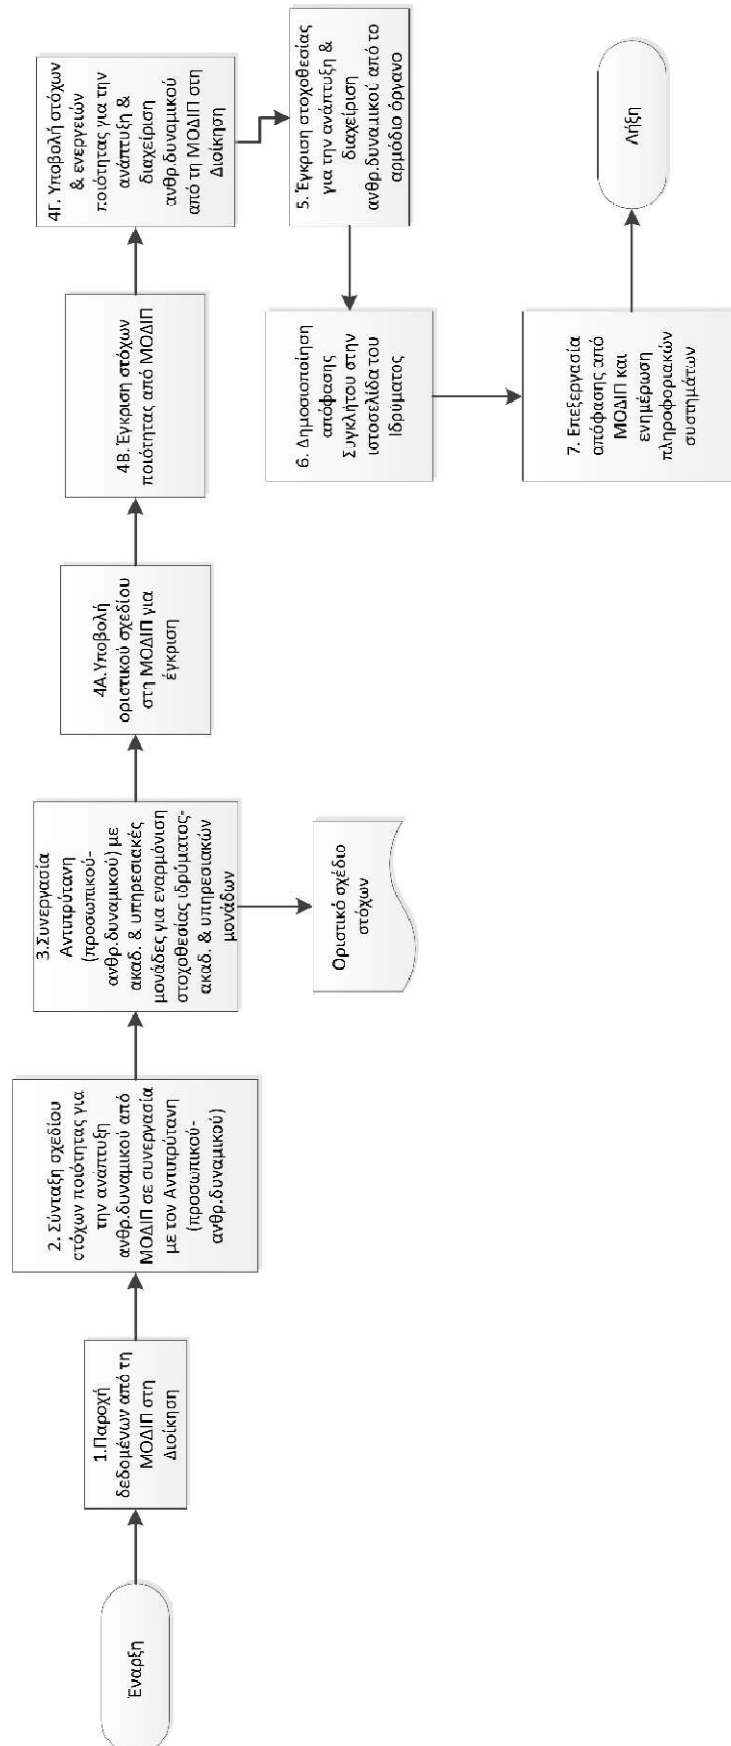 Έναρξη
1.Παροχή
δεδομένων από τη
ΜΟΔΙΠ στη
Διοίκηση
2. Σύνταξη σχεδίου
στόχων ποιότητας για
την ανάπτυξη
ανθρ.δυναμικού από
ΜΟΔΙΠ σε συνεργασία
με τον Αντιπρύτανη
(προσωπικού-
ανθρ.δυναμικού)
3.Συνεργασία
Αντιπρύτανη
(προσωπικού-
ανθρ.δυναμικού) με
ακαδ. & υπηρεσιακές
μονάδες για εναρμόνιση
στοχοθεσίας ιδρύματος-
ακαδ. & υπηρεσιακών
μονάδων
Οριστικό σχέδιο
στόχων
4Α.Υποβολή
οριστικού σχεδίου
στη ΜΟΔΙΠ για
έγκριση
4Β. Έγκριση στόχων
ποιότητας από ΜΟΔΙΠ
4Γ. Υποβολή στόχων
& ενεργειών
ποιότητας για την
ανάπτυξη &
διαχείριση
ανθρ.δυναμικού
από τη ΜΟΔΙΠ στη
Διοίκηση
5. Έγκριση στοχοθεσίας
για την ανάπτυξη &
διαχείριση
ανθρ.δυναμικού από το
αρμόδιο όργανο
6. Δημοσιοποίηση
απόφασης
Συγκλήτου στην
ιστοσελίδα του
Ιδρύματος
7. Επεξεργασία
απόφασης από
ΜΟΔΙΠ και
ενημέρωση
πληροφοριακών
συστημάτων
Λήξη